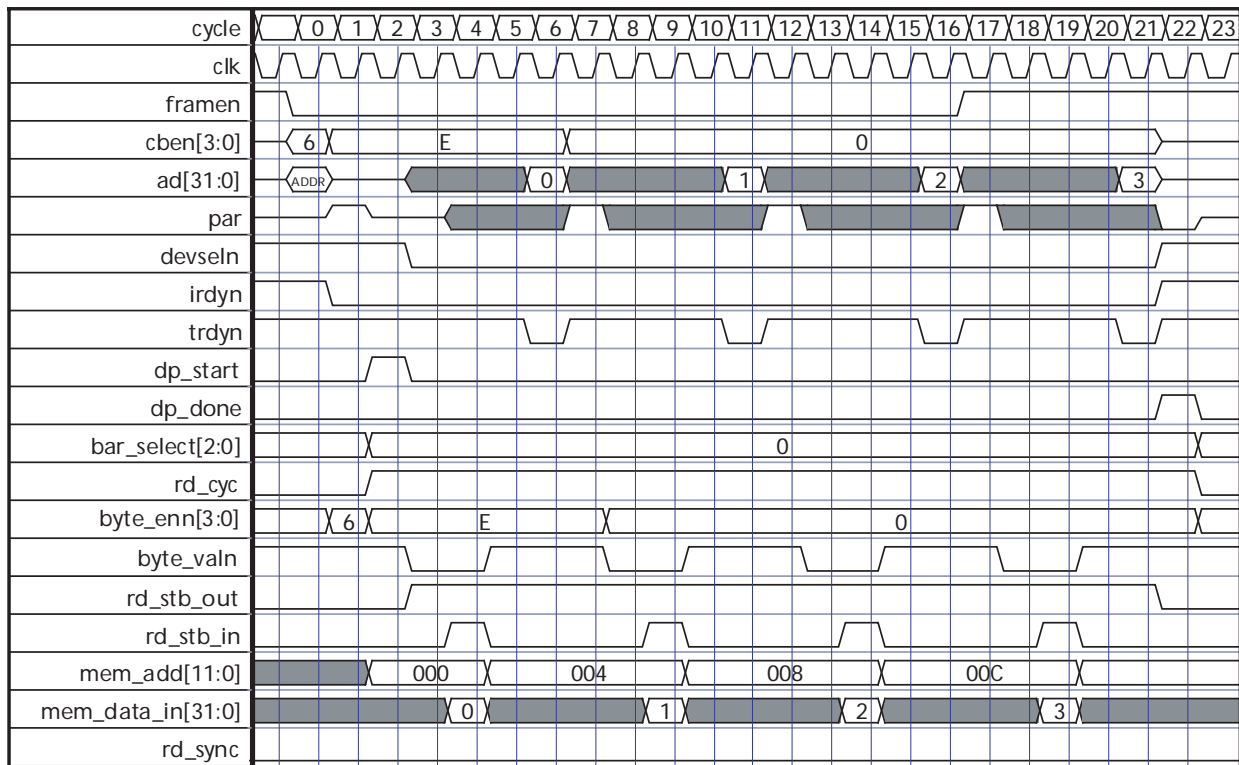 cycle 0 1 2 3 4 5 6 7 8 9 10 11 12 13 14 15 16 17 18 19 20 21 22 23
clk
framen
cben[3:0] 6 E 0
ad[31:0] ADDR 0 1 2 3
par
devseln
irdyn
trdyn
dp_start
dp_done
bar_select[2:0] 0
rd_cyc
byte_enn[3:0] 6 E 0
byte_valn
rd_stb_out
rd_stb_in
mem_add[11:0] 000 004 008 00C
mem_data_in[31:0] 0 1 2 3
rd_sync